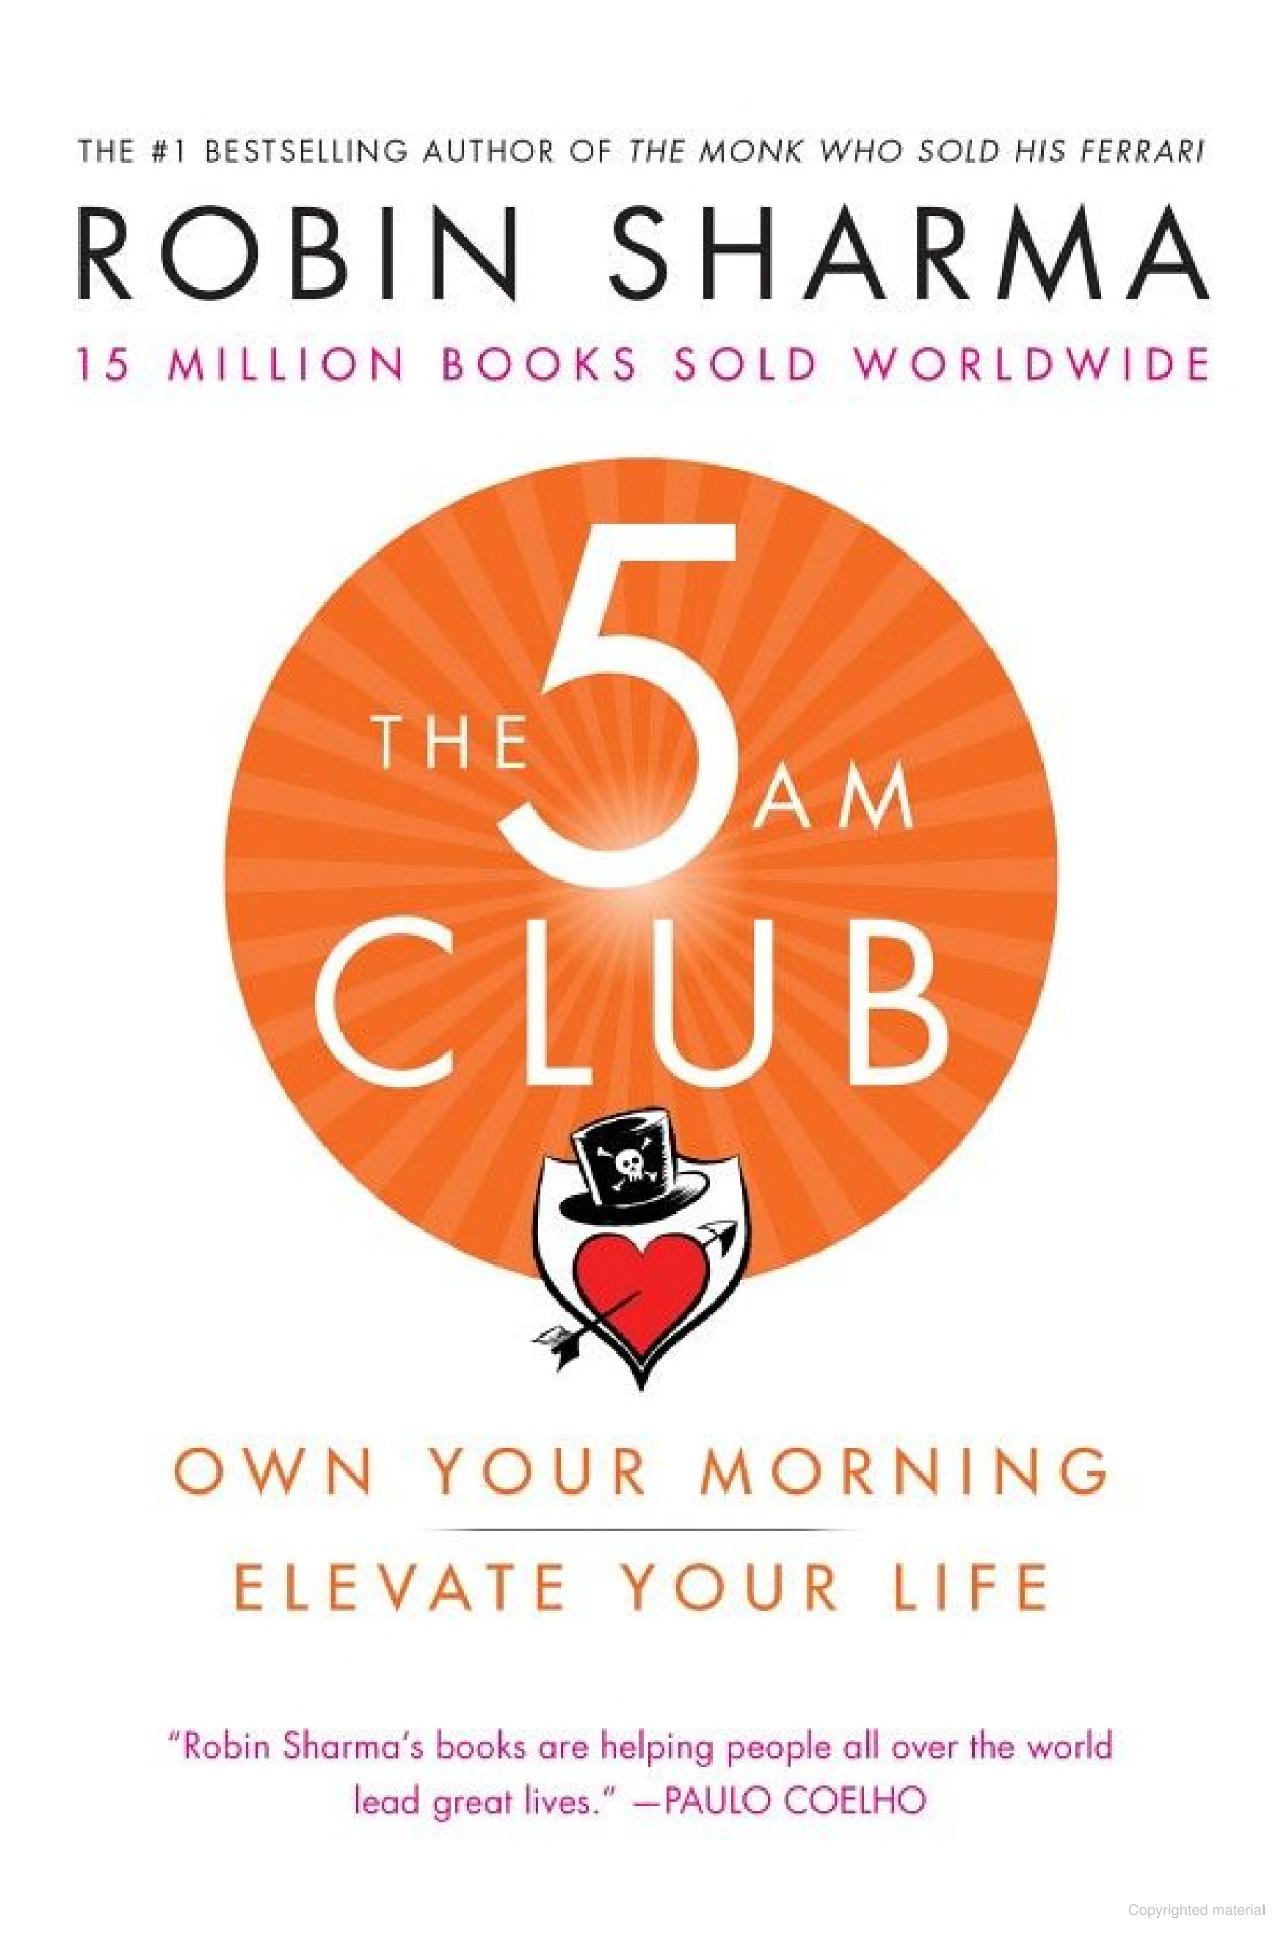 THE #1 BESTSELLING AUTHOR OF THE MONK WHO SOLD HIS FERRARI
ROBIN SHARMA
15 MILLION BOOKS SOLD WORLDWIDE
THE 5 AM
CLUB
OWN YOUR MORNING
ELEVATE YOUR LIFE
“Robin Sharma’s books are helping people all over the world
lead great lives.” —PAULO COELHO
Copyrighted material